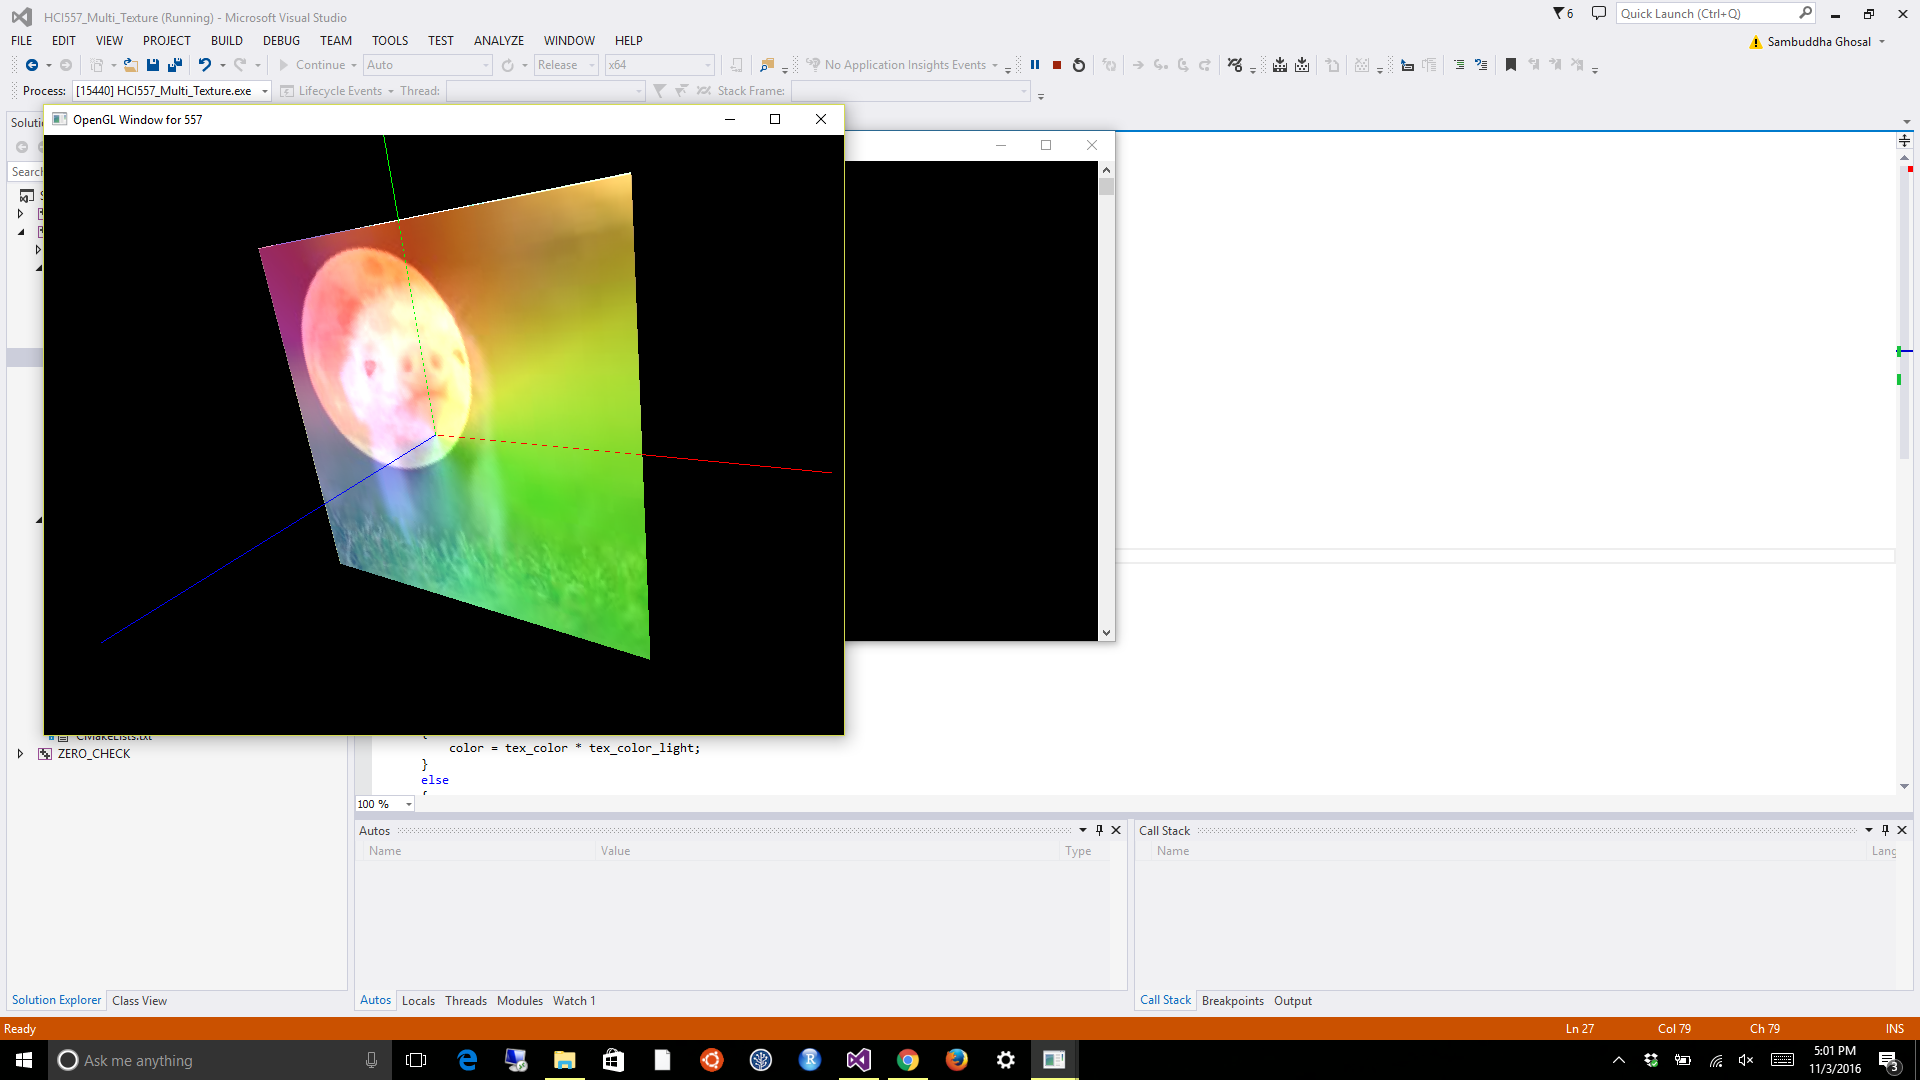 HCI557_Multi_Texture (Running) - Microsoft Visual Studio
6
Quick Launch (Ctrl+Q)
FILE EDIT VIEW PROJECT BUILD DEBUG TEAM TOOLS TEST ANALYZE WINDOW HELP
Sambuddha Ghosal
Continue Auto Release x64 No Application Insights Events
Process: [15440] HCI557_Multi_Texture.exe Lifecycle Events Thread: Stack Frame:
OpenGL Window for 557
Solut
Searc
CMakeLists.txt
ZERO_CHECK
{
color = tex_color * tex_color_light;
}
else
{
100 %
Autos
Name Value Type
Call Stack
Name Lang
Solution Explorer Class View
Autos Locals Threads Modules Watch 1
Call Stack Breakpoints Output
Ready Ln 27 Col 79 Ch 79 INS
Ask me anything
R
5:01 PM
11/3/2016
3